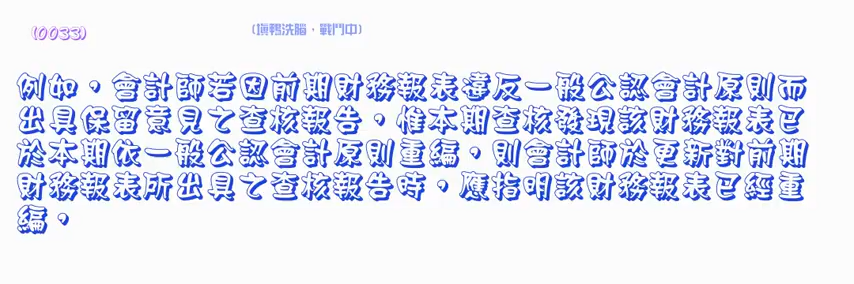 (0033)
(填鴨洗腦，戰鬥中)
例如，會計師若因前期財務報表違反一般公認會計原則而
出具保留意見之查核報告，惟本期查核發現該財務報表已
於本期依一般公認會計原則重編，則會計師於更新對前期
財務報表所出具之查核報告時，應指明該財務報表已經重
編，